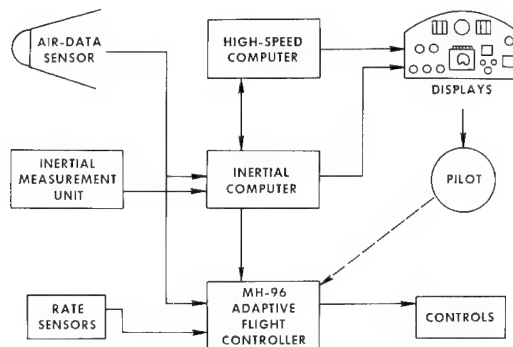 AIR-DATA
SENSOR
HIGH-SPEED
COMPUTER
DISPLAYS
INERTIAL
MEASUREMENT
UNIT
INERTIAL
COMPUTER
PILOT
RATE
SENSORS
MH-96
ADAPTIVE
FLIGHT
CONTROLLER
CONTROLS